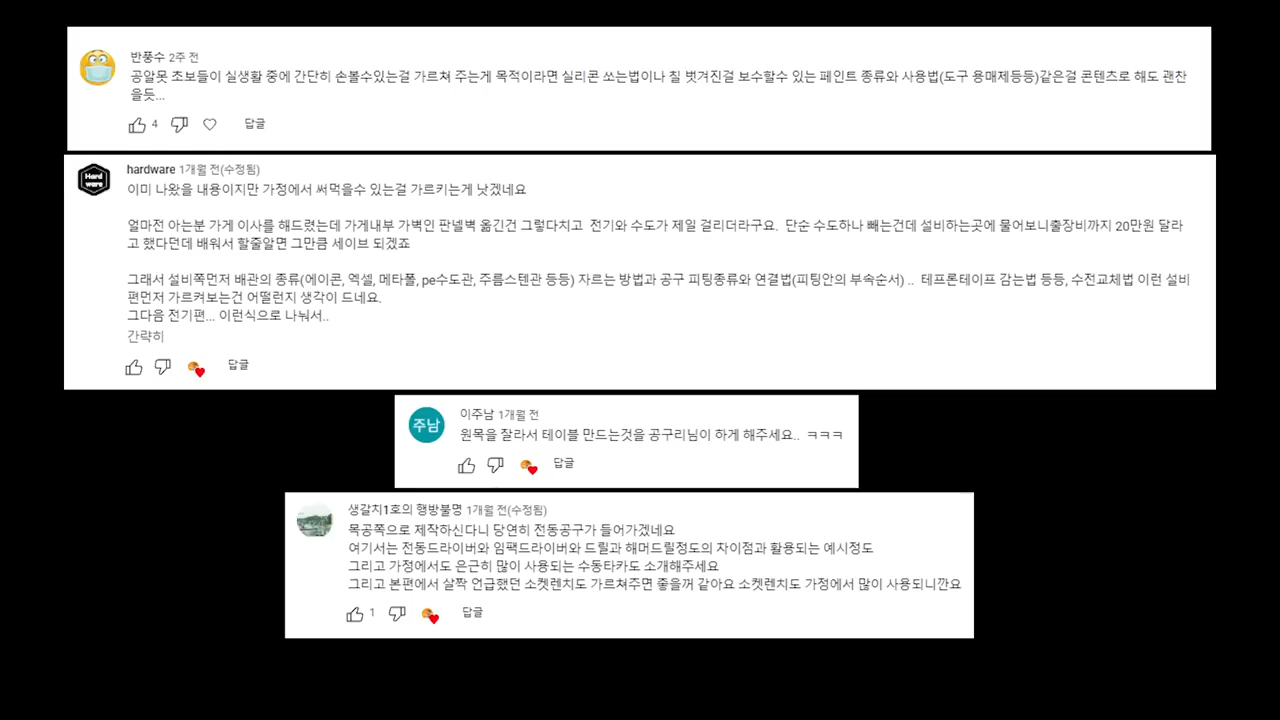 반풍수 2주 전
공알못 초보들이 실생활 중에 간단히 손볼수있는걸 가르쳐 주는게 목적이라면 실리콘 쏘는법이나 칠 벗겨진걸 보수할수 있는 페인트 종류와 사용법(도구 용매제등등)같은걸 콘텐츠로 해도 괜찬
을듯...
4 답글
Hard ware
hardware 1개월 전(수정됨)
이미 나왔을 내용이지만 가정에서 써먹을수 있는걸 가르키는게 낫겠네요
얼마전 아는분 가게 이사를 해드렸는데 가게내부 가벽인 판넬벽 옮긴건 그렇다치고  전기와 수도가 제일 걸리더라구요.  단순 수도하나 빼는건데 설비하는곳에 물어보니출장비까지 20만원 달라
고 했다던데 배워서 할줄알면 그만큼 세이브 되겠죠
그래서 설비쪽먼저 배관의 종류(에이콘, 엑셀, 메타폴, pe수도관, 주름스텐관 등등) 자르는 방법과 공구 피팅종류와 연결법(피팅안의 부속순서) ..  테프론테이프 감는법 등등, 수전교체법 이런 설비
편먼저 가르켜보는건 어떨런지 생각이 드네요.
그다음 전기편... 이런식으로 나눠서..
간략히
답글
주남
이주남 1개월 전
원목을 잘라서 테이블 만드는것을 공구리님이 하게 해주세요..  ㅋㅋㅋ
답글
생갈치1호의 행방불명 1개월 전(수정됨)
목공쪽으로 제작하신다니 당연히 전동공구가 들어가겠네요
여기서는 전동드라이버와 임팩드라이버와 드릴과 해머드릴정도의 차이점과 활용되는 예시정도
그리고 가정에서도 은근히 많이 사용되는 수동타카도 소개해주세요
그리고 본편에서 살짝 언급했던 소켓렌치도 가르쳐주면 좋을꺼 같아요 소켓렌치도 가정에서 많이 사용되니깐요
1 답글